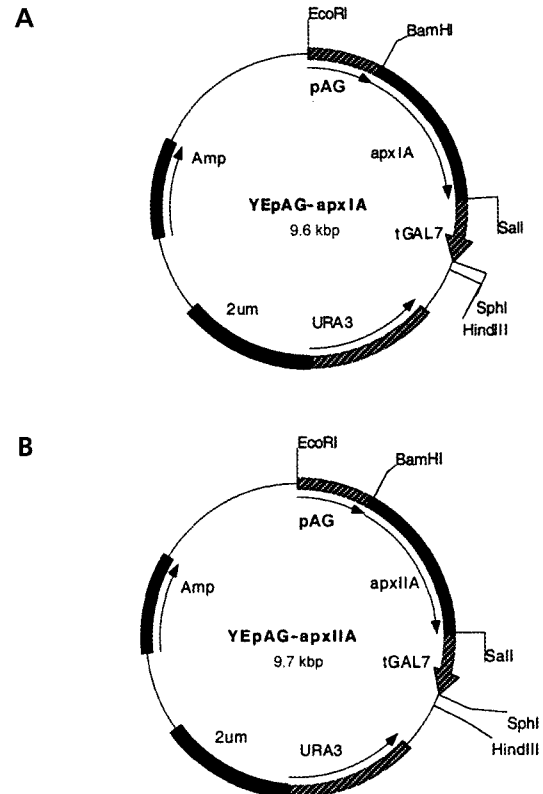 A
EcoRI
BamHI
pAG
apxIA
Amp
YEpAG-apxIA
9.6 kbp
tGAL7
SalI
SphI
HindIII
2um
URA3
B
EcoRI
BamHI
pAG
apxIIA
Amp
YEpAG-apxIIA
9.7 kbp
tGAL7
SalI
SphI
HindIII
2um
URA3